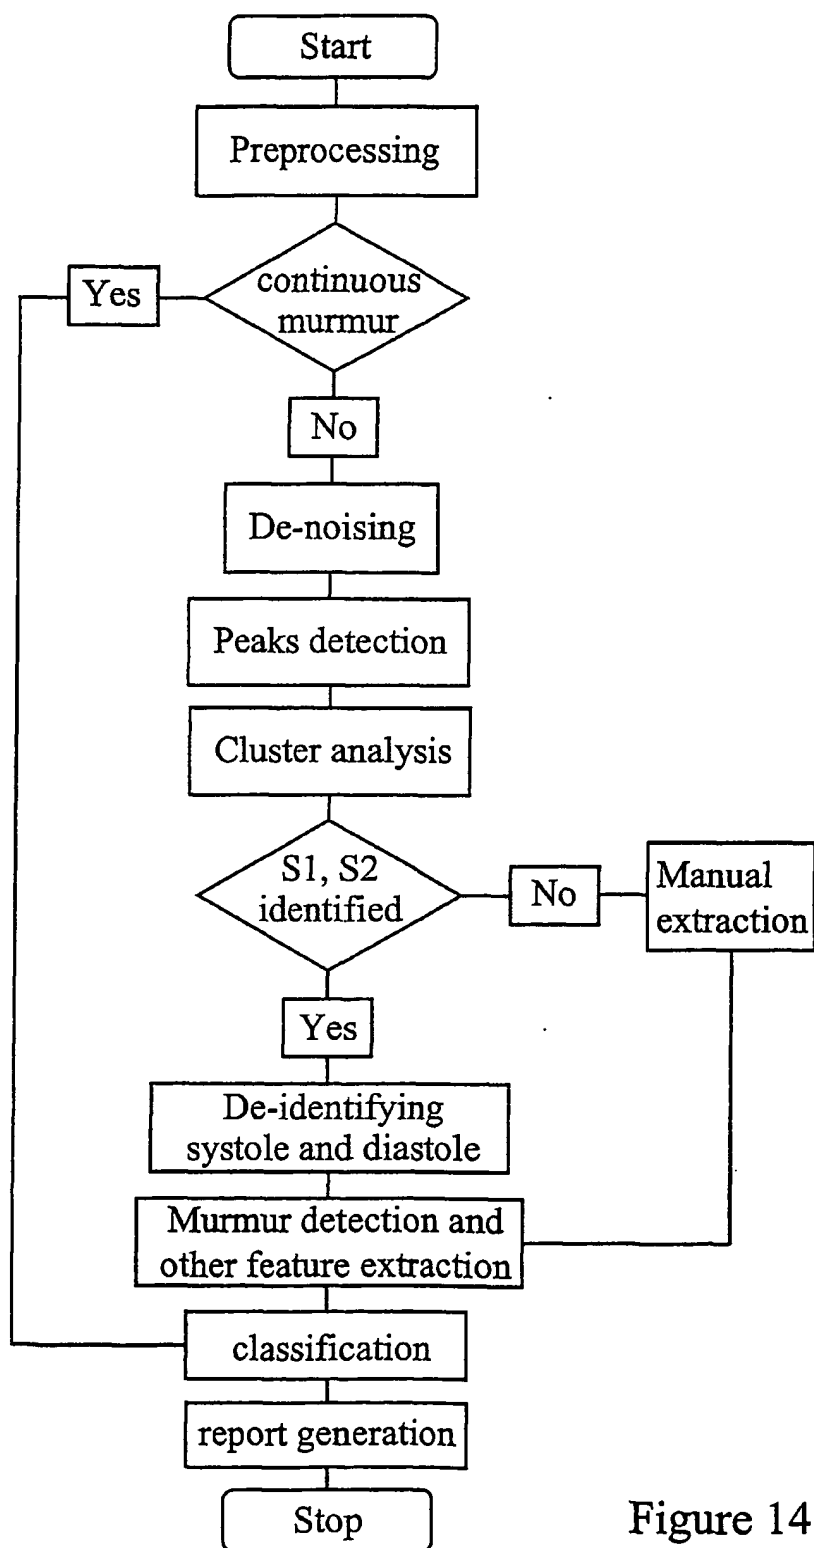 Start
Preprocessing
Yes
continuous
murmur
No
De-noising
Peaks detection
Cluster analysis
S1, S2
identified
No
Manual
extraction
Yes
De-identifying
systole and diastole
Murmur detection and
other feature extraction
classification
report generation
Stop
Figure 14